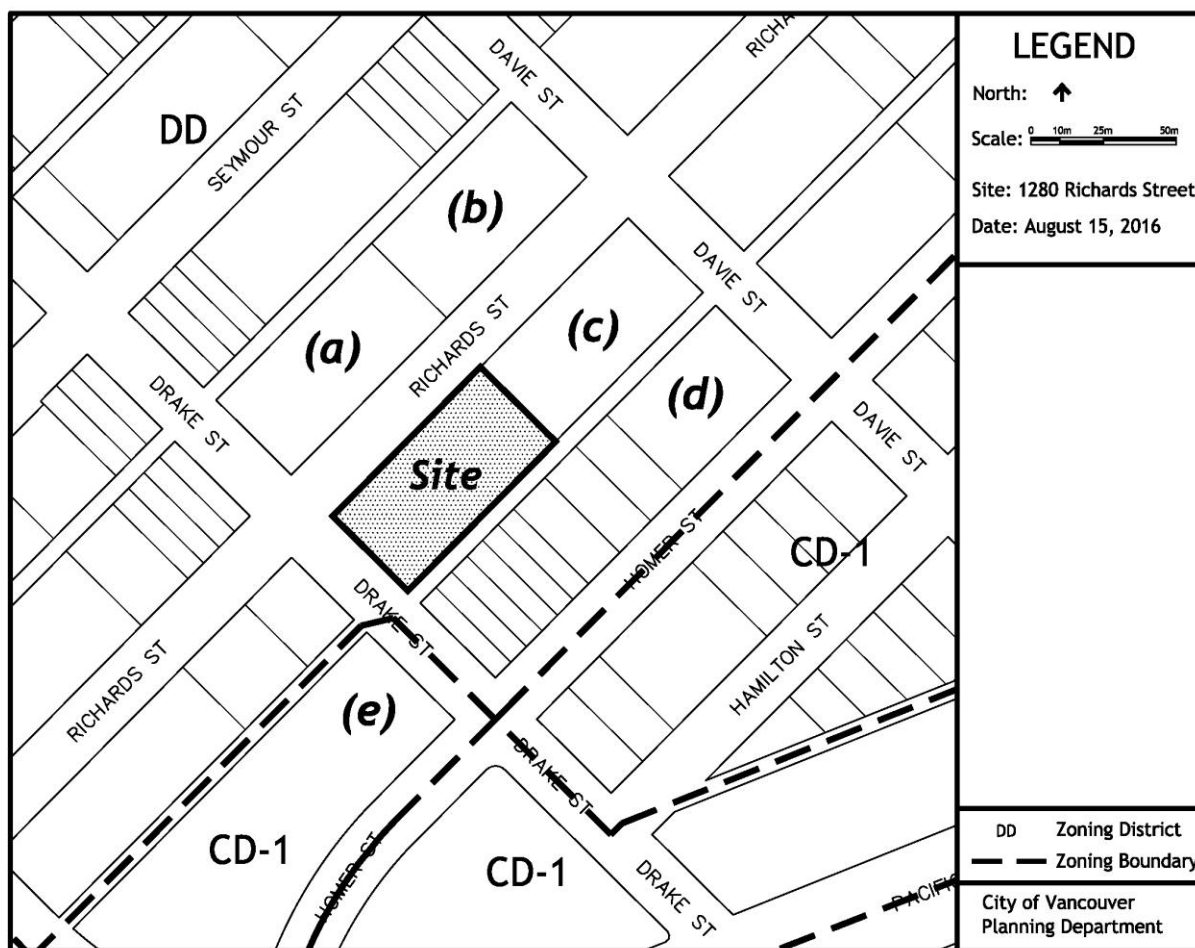 DAVIE ST
RICHA
DD
SEYMOUR ST
(b)
DAVIE ST
(c)
RICHARDS ST
(a)
(d)
DRAKE ST
DAVIE ST
Site
HOMER ST
CD-1
DRAKE ST
HAMILTON ST
RICHARDS ST
(e)
DRAKE ST
CD-1
CD-1
HOMER ST
DRAKE ST
PACIFIC
LEGEND
North:
Scale: 0 10m 25m 50m
Site: 1280 Richards Street
Date: August 15, 2016
DD Zoning District
Zoning Boundary
City of Vancouver
Planning Department